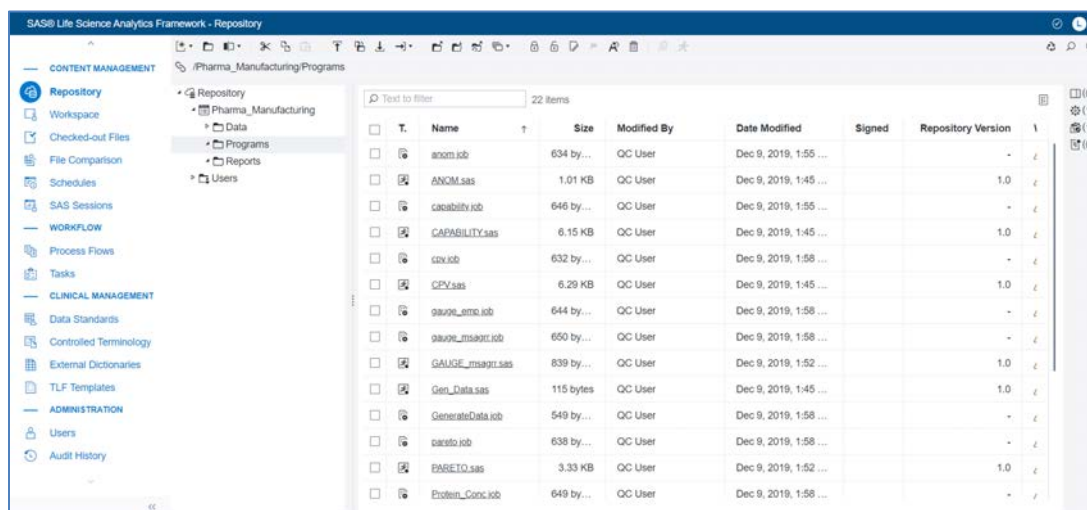 SAS® Life Science Analytics Framework - Repository
CONTENT MANAGEMENT
Repository
Workspace
Checked-out Files
File Comparison
Schedules
SAS Sessions
WORKFLOW
Process Flows
Tasks
CLINICAL MANAGEMENT
Data Standards
Controlled Terminology
External Dictionaries
TLF Templates
ADMINISTRATION
Users
Audit History
/Pharma_Manufacturing/Programs
Repository
Pharma_Manufacturing
Data
Programs
Reports
Users
Text to filter 22 items
T. Name Size Modified By Date Modified Signed Repository Version
anom.job 634 by... QC User Dec 9, 2019, 1:55 ... -
ANOM.sas 1.01 KB QC User Dec 9, 2019, 1:45 ... 1.0
capability.job 646 by... QC User Dec 9, 2019, 1:55 ... -
CAPABILITY.sas 6.15 KB QC User Dec 9, 2019, 1:45 ... 1.0
cpv.job 632 by... QC User Dec 9, 2019, 1:58 ... -
CPV.sas 6.29 KB QC User Dec 9, 2019, 1:45 ... 1.0
gauge_emp.job 644 by... QC User Dec 9, 2019, 1:58 ... -
gauge_msagrr.job 650 by... QC User Dec 9, 2019, 1:58 ... -
GAUGE_msagrr.sas 839 by... QC User Dec 9, 2019, 1:52 ... 1.0
Gen_Data.sas 115 bytes QC User Dec 9, 2019, 1:45 ... 1.0
GenerateData.job 549 by... QC User Dec 9, 2019, 1:58 ... -
pareto.job 638 by... QC User Dec 9, 2019, 1:58 ... -
PARETO.sas 3.33 KB QC User Dec 9, 2019, 1:52 ... 1.0
Protein_Conc.job 649 by... QC User Dec 9, 2019, 1:58 ... -